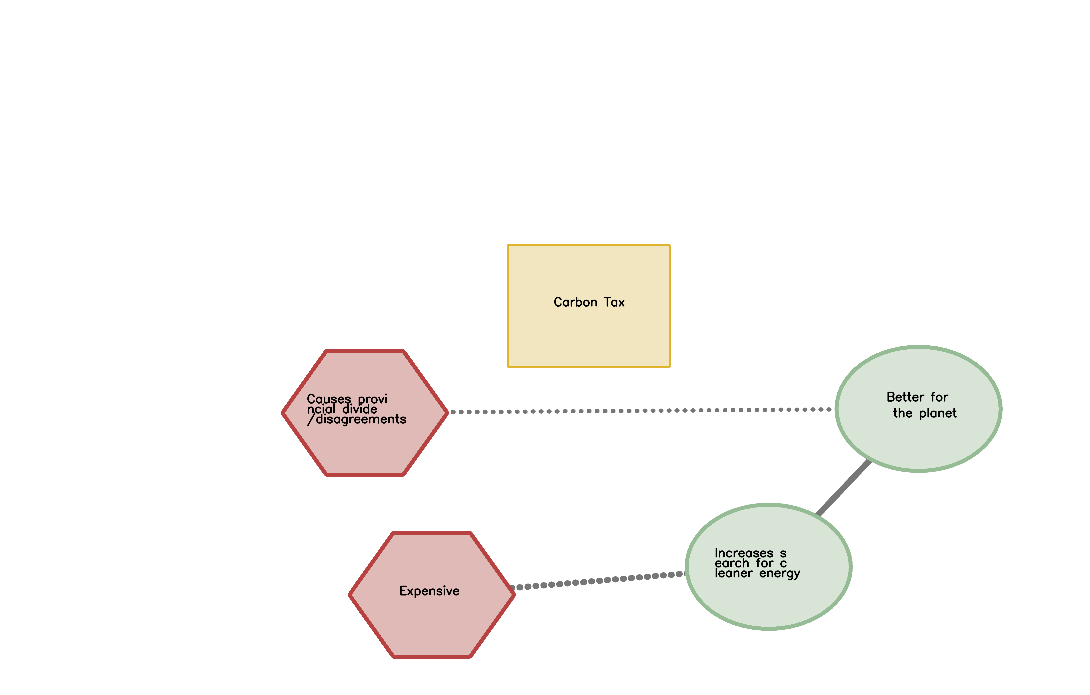 Carbon Tax
Causes provi
ncial divide
/disagreements
Better for
the planet
Increases s
earch for c
leaner energy
Expensive